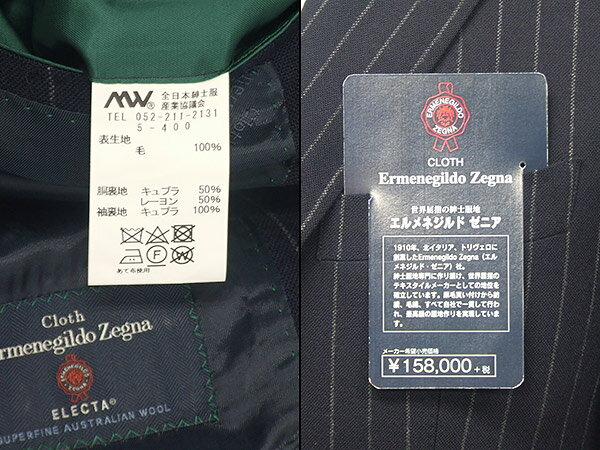 MW® 全日本紳士服
産業協議会
TEL 052-211-2131
5-400
表生地
毛 100%
胴裏地 キュプラ 50%
レーヨン 50%
袖裏地 キュプラ 100%
F W
あて布使用
Cloth
rmenegildo Zegna
ELECTA®
SUPERFINE AUSTRALIAN WOOL
ERMENEGILDO
ZEGNA
CLOTH
Ermenegildo Zegna
世界屈指の紳士服地
エルメネジルド ゼニア
1910年、北イタリア、トリヴェロに
創業したErmenegildo Zegna(エル
メネジルド・ゼニア)社。
紳士服地専門に作り続け、世界屈指の
テキスタイルメーカーとしての地位を
確立しています。原毛買い付けから紡
績、毛織、すべて自社で一貫して行わ
れ、最高級の服地作りを実現していま
す。
メーカー希望小売価格
¥158,000+税